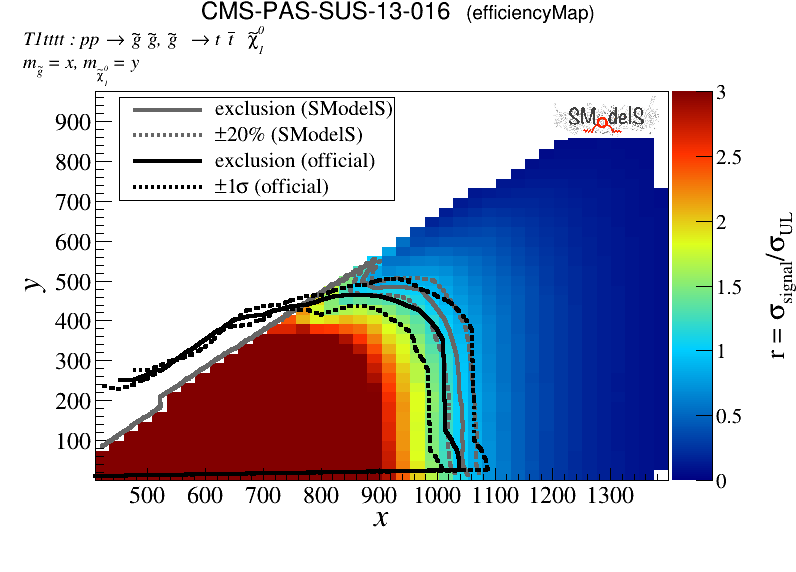 CMS-PAS-SUS-13-016 (efficiencyMap)
T1tttt : pp → g̃ g̃, g̃ → t t̄ χ̃₁⁰
m_g̃ = x, m_χ̃₁⁰ = y
exclusion (SModelS)
±20% (SModelS)
exclusion (official)
±1σ (official)
SModelS
y
900
800
700
600
500
400
300
200
100
500 600 700 800 900 1000 1100 1200 1300
x
3
2.5
2
1.5
1
0.5
0
r = σ_signal/σ_UL